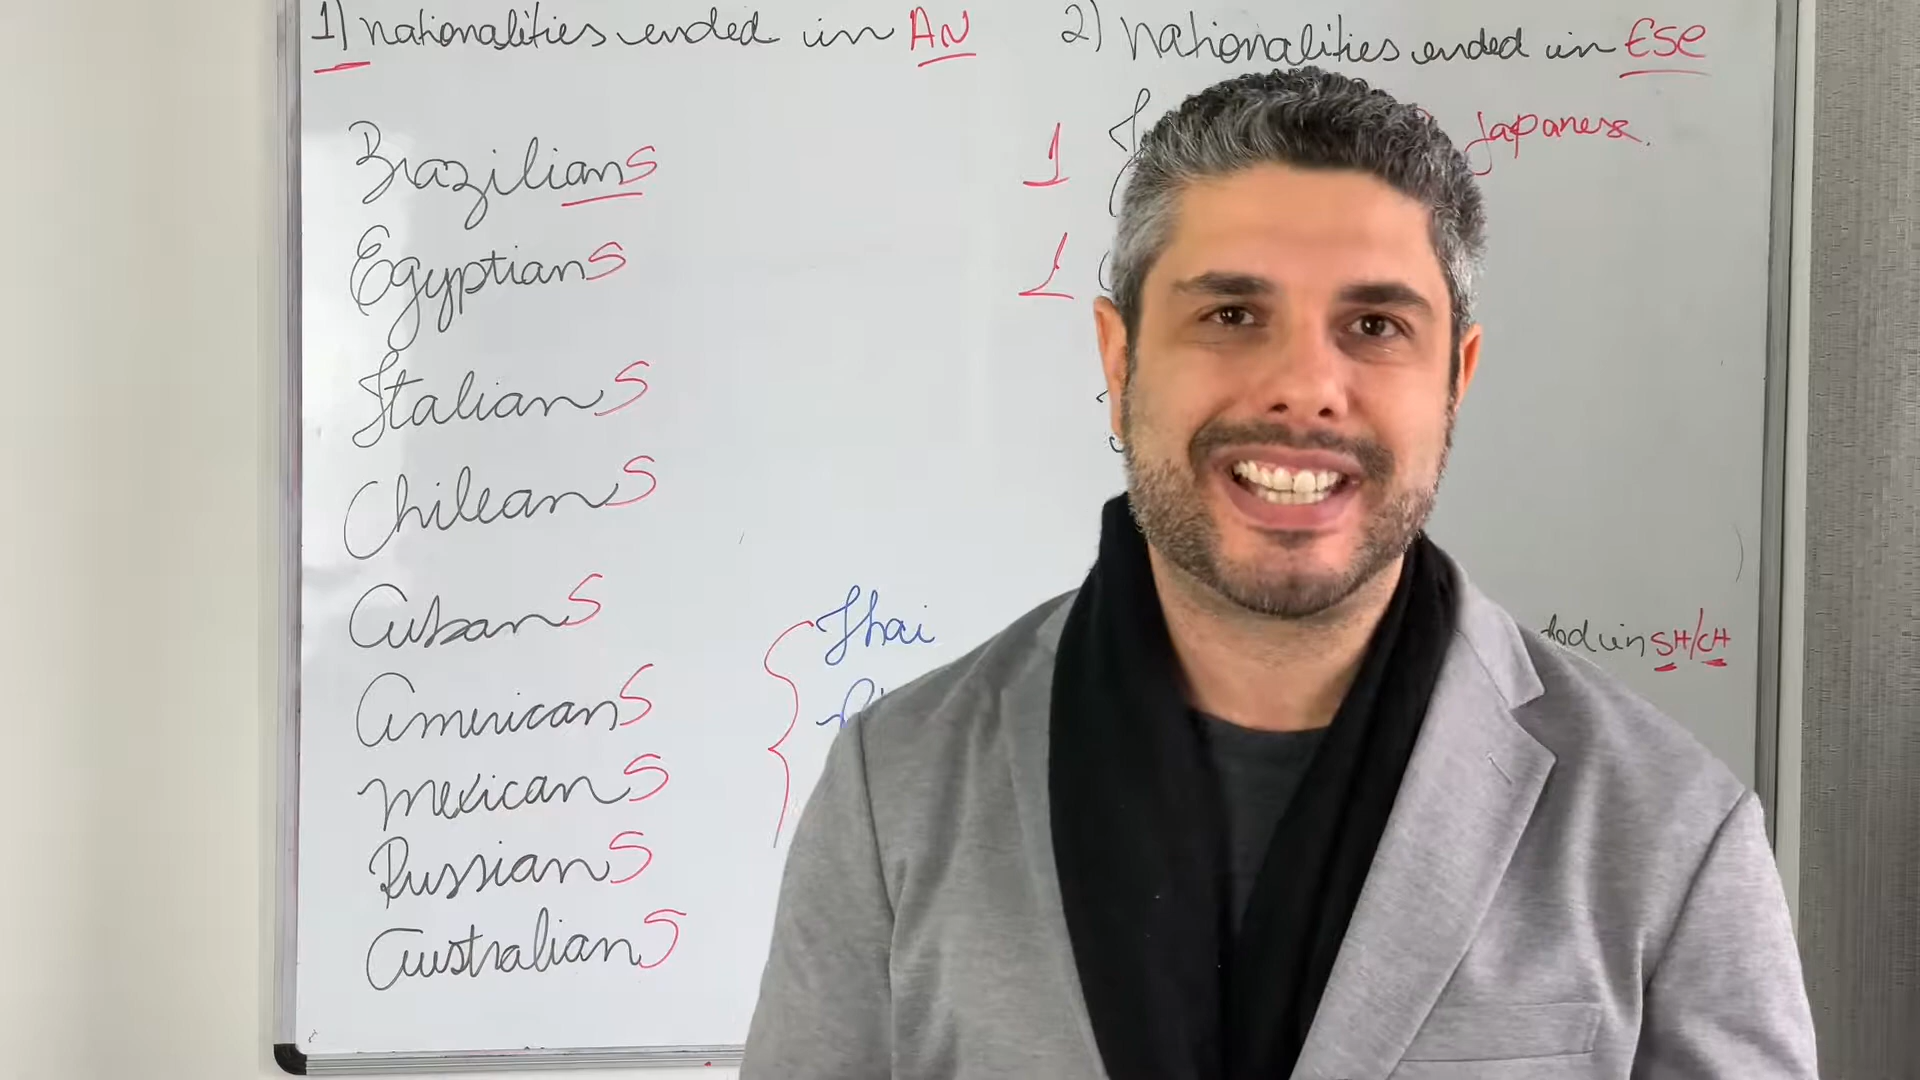 1) nationalities ended in AN
Brazilians
Egyptians
Italians
Chileans
Cubans
Americans
Mexicans
Russians
Australians
2) nationalities ended in ESE
1 Japanese.
1
Thai
in SH/CH